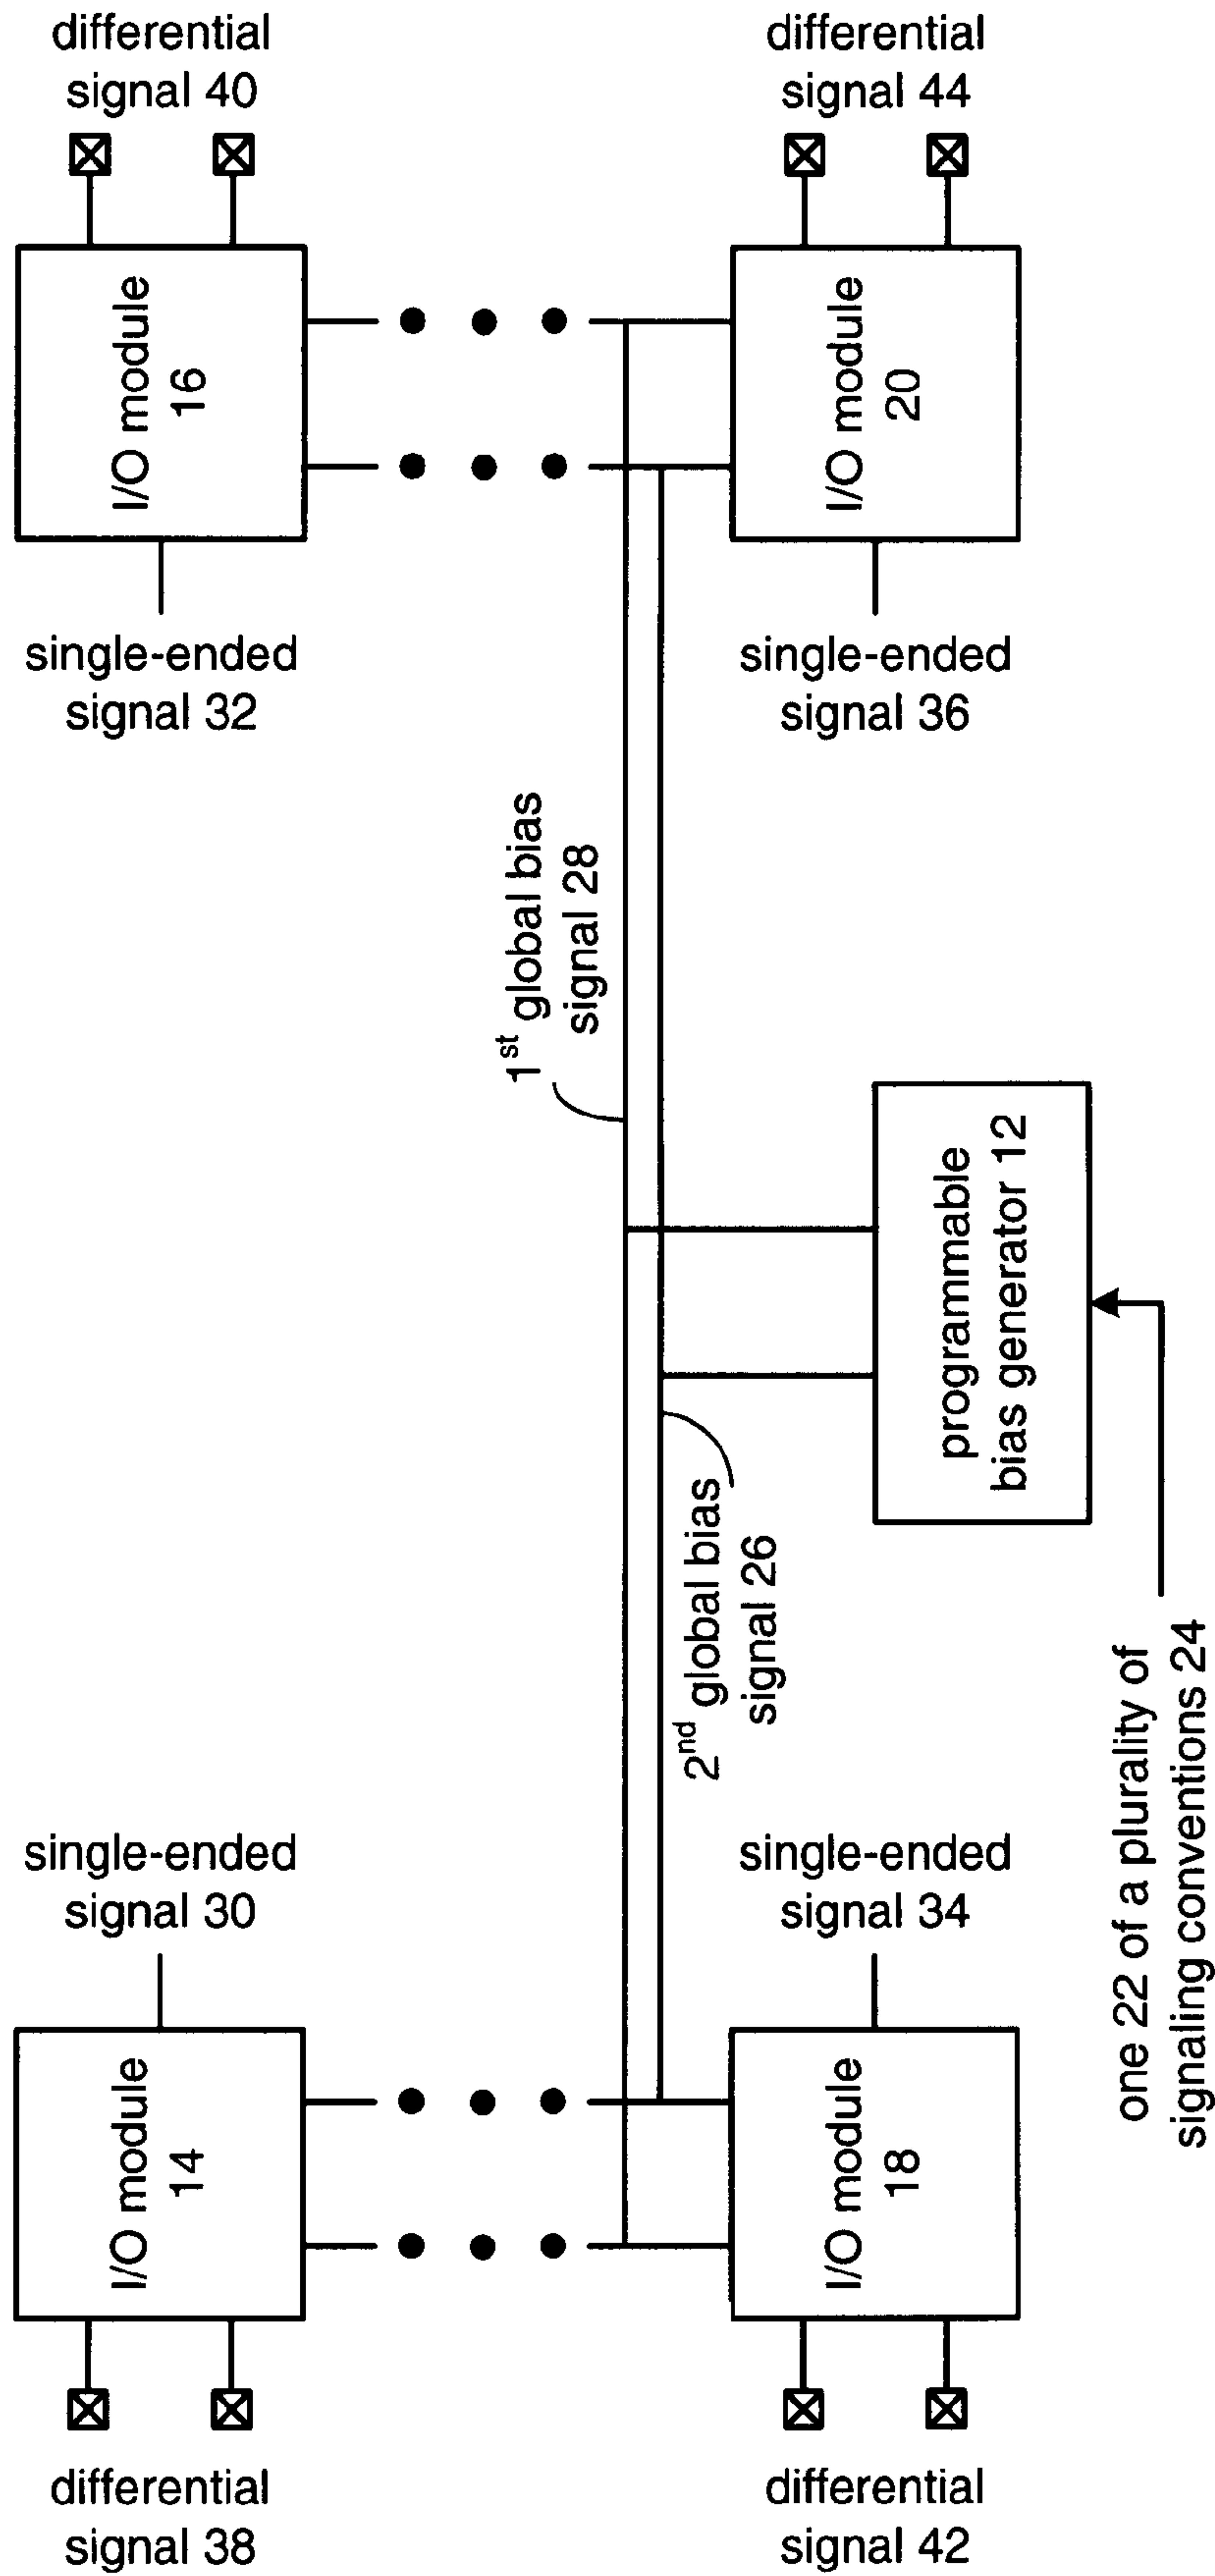 differential
signal 40
differential
signal 44
I/O module
16
I/O module
20
single-ended
signal 32
single-ended
signal 36
1st global bias
signal 28
programmable
bias generator 12
2nd global bias
signal 26
one 22 of a plurality of
signaling conventions 24
single-ended
signal 30
single-ended
signal 34
I/O module
14
I/O module
18
differential
signal 38
differential
signal 42